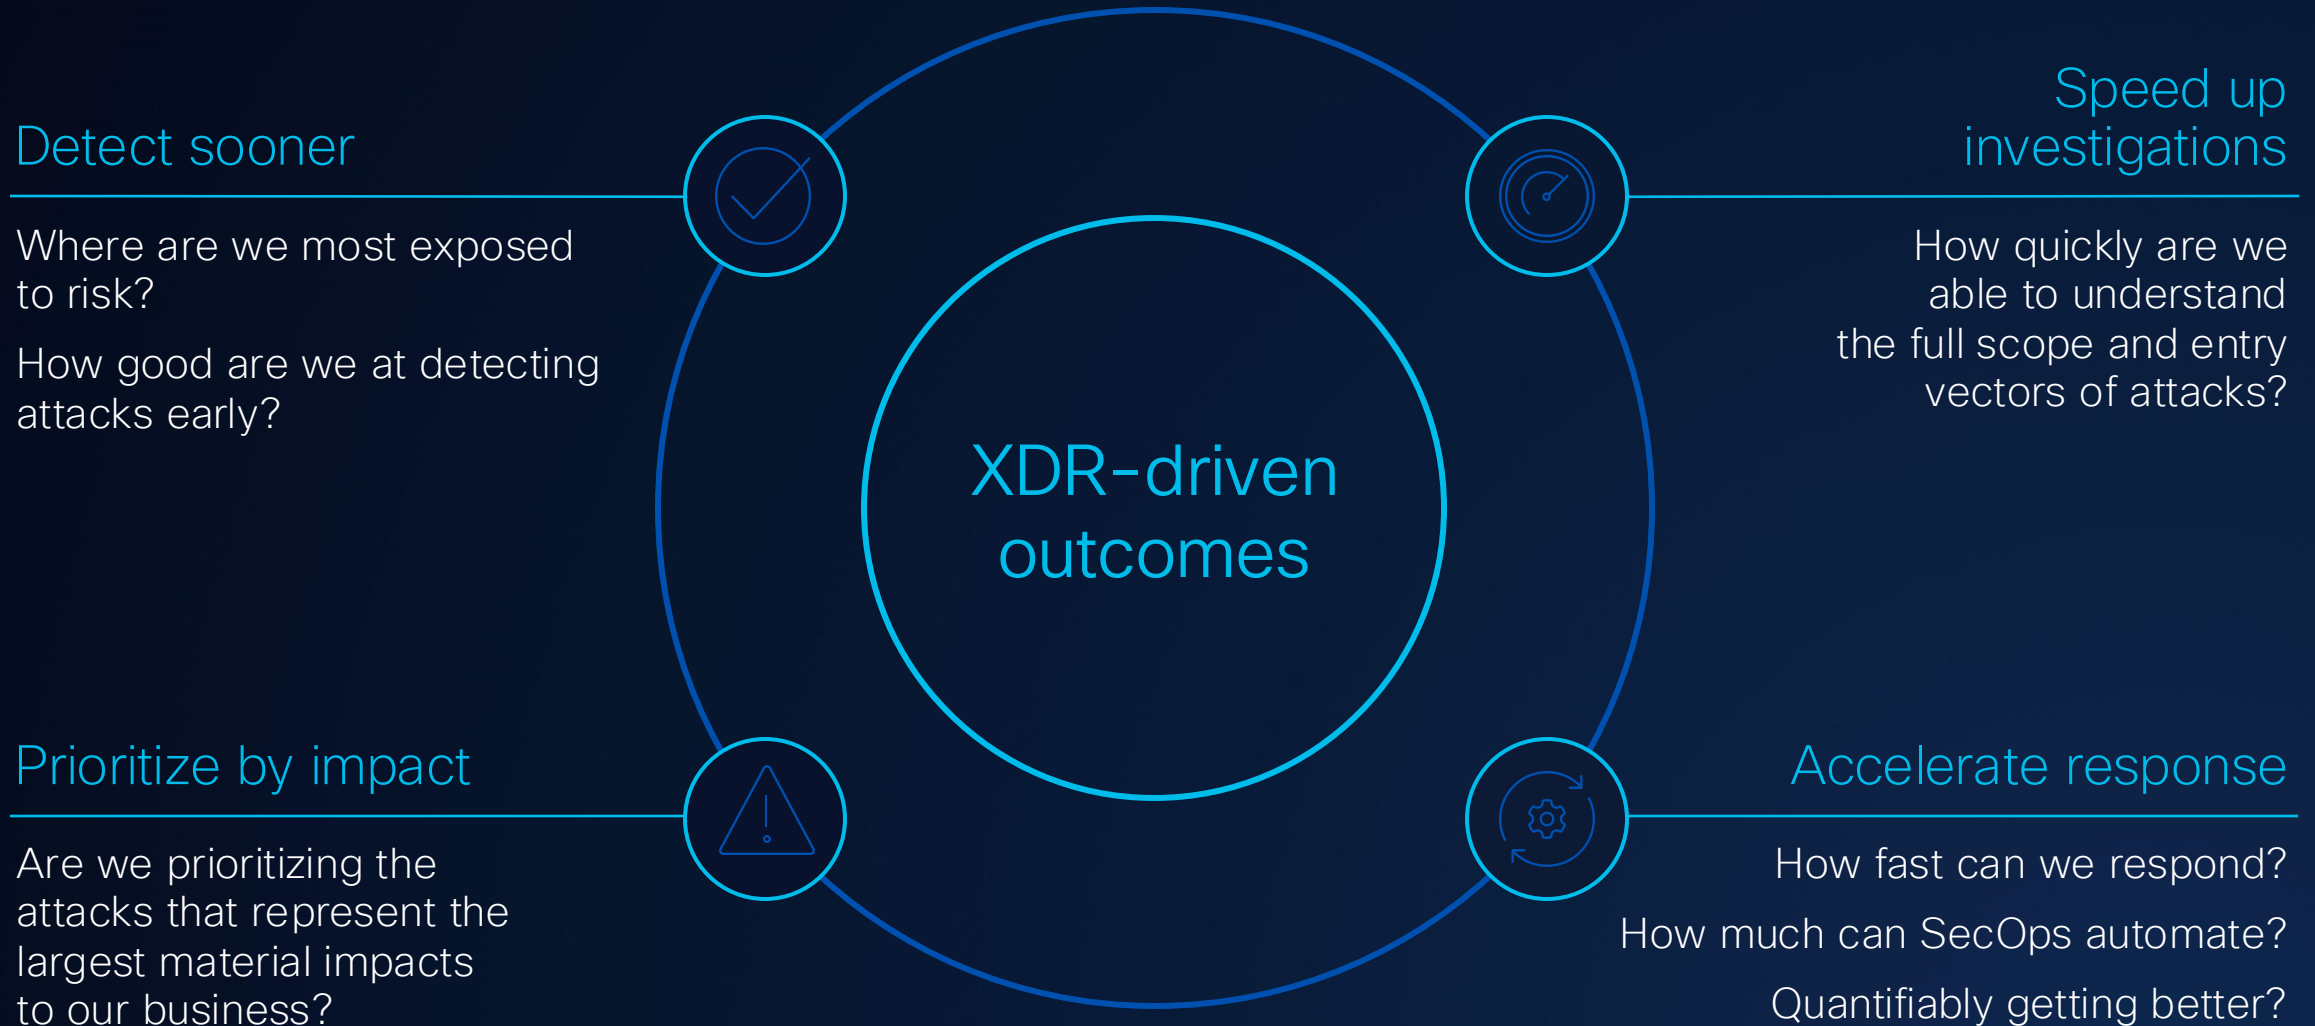 Detect sooner
Where are we most exposed
to risk?
How good are we at detecting
attacks early?
Speed up
investigations
How quickly are we
able to understand
the full scope and entry
vectors of attacks?
XDR-driven
outcomes
Prioritize by impact
Are we prioritizing the
attacks that represent the
largest material impacts
to our business?
Accelerate response
How fast can we respond?
How much can SecOps automate?
Quantifiably getting better?